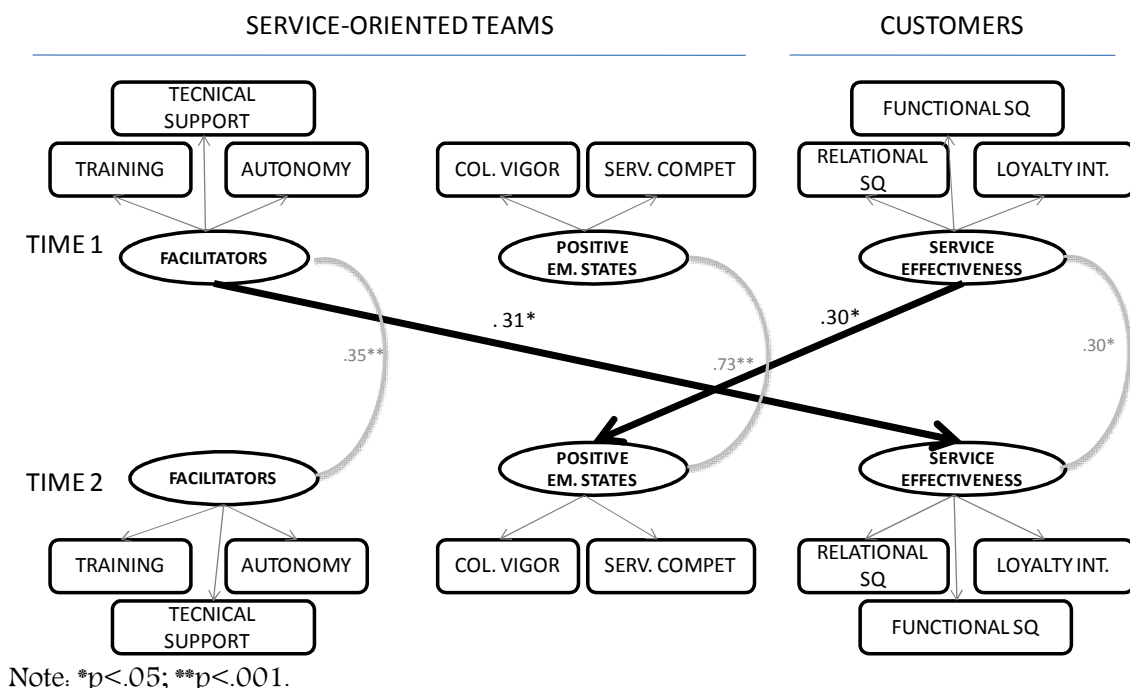 SERVICE-ORIENTED TEAMS
CUSTOMERS
TECNICAL
SUPPORT
TRAINING
AUTONOMY
COL. VIGOR
SERV. COMPET
FUNCTIONAL SQ
RELATIONAL
SQ
LOYALTY INT.
TIME 1
FACILITATORS
POSITIVE
EM. STATES
SERVICE
EFFECTIVENESS
.31*
.30*
.35**
.73**
.30*
TIME 2
FACILITATORS
POSITIVE
EM. STATES
SERVICE
EFFECTIVENESS
TRAINING
AUTONOMY
TECNICAL
SUPPORT
COL. VIGOR
SERV. COMPET
RELATIONAL
SQ
LOYALTY INT.
FUNCTIONAL SQ
Note: *p<.05; **p<.001.